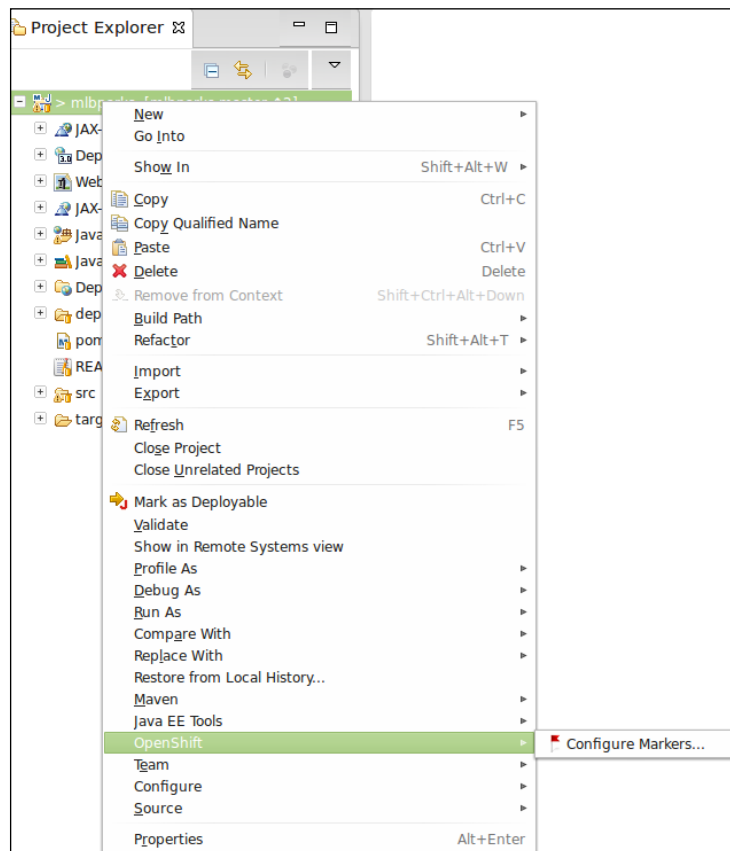 Project Explorer
> mlbparks [mlbparks master ↑2]
JAX-
Dep
Web
JAX-
Java
Java
Dep
dep
pom
REA
src
targ
New
Go Into
Show In Shift+Alt+W
Copy Ctrl+C
Copy Qualified Name
Paste Ctrl+V
Delete Delete
Remove from Context Shift+Ctrl+Alt+Down
Build Path
Refactor Shift+Alt+T
Import
Export
Refresh F5
Close Project
Close Unrelated Projects
Mark as Deployable
Validate
Show in Remote Systems view
Profile As
Debug As
Run As
Compare With
Replace With
Restore from Local History...
Maven
Java EE Tools
OpenShift
Configure Markers...
Team
Configure
Source
Properties Alt+Enter